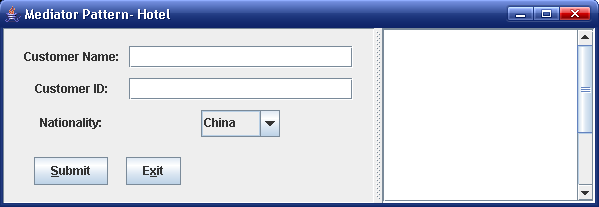 Mediator Pattern- Hotel
Customer Name:
Customer ID:
Nationality: China
Submit Exit